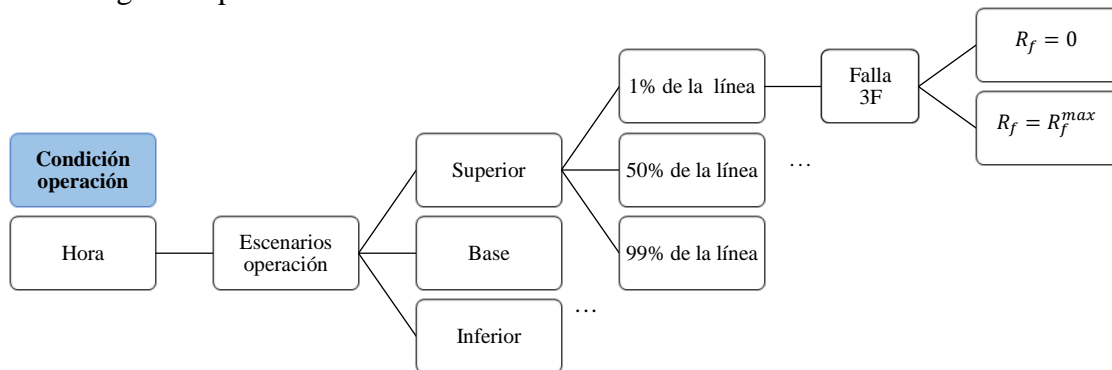 Condición
operación
Hora
Escenarios
operación
Superior
Base
Inferior
…
1% de la línea
50% de la línea
99% de la línea
…
Falla
3F
R_f = 0
R_f = R_f^{max}